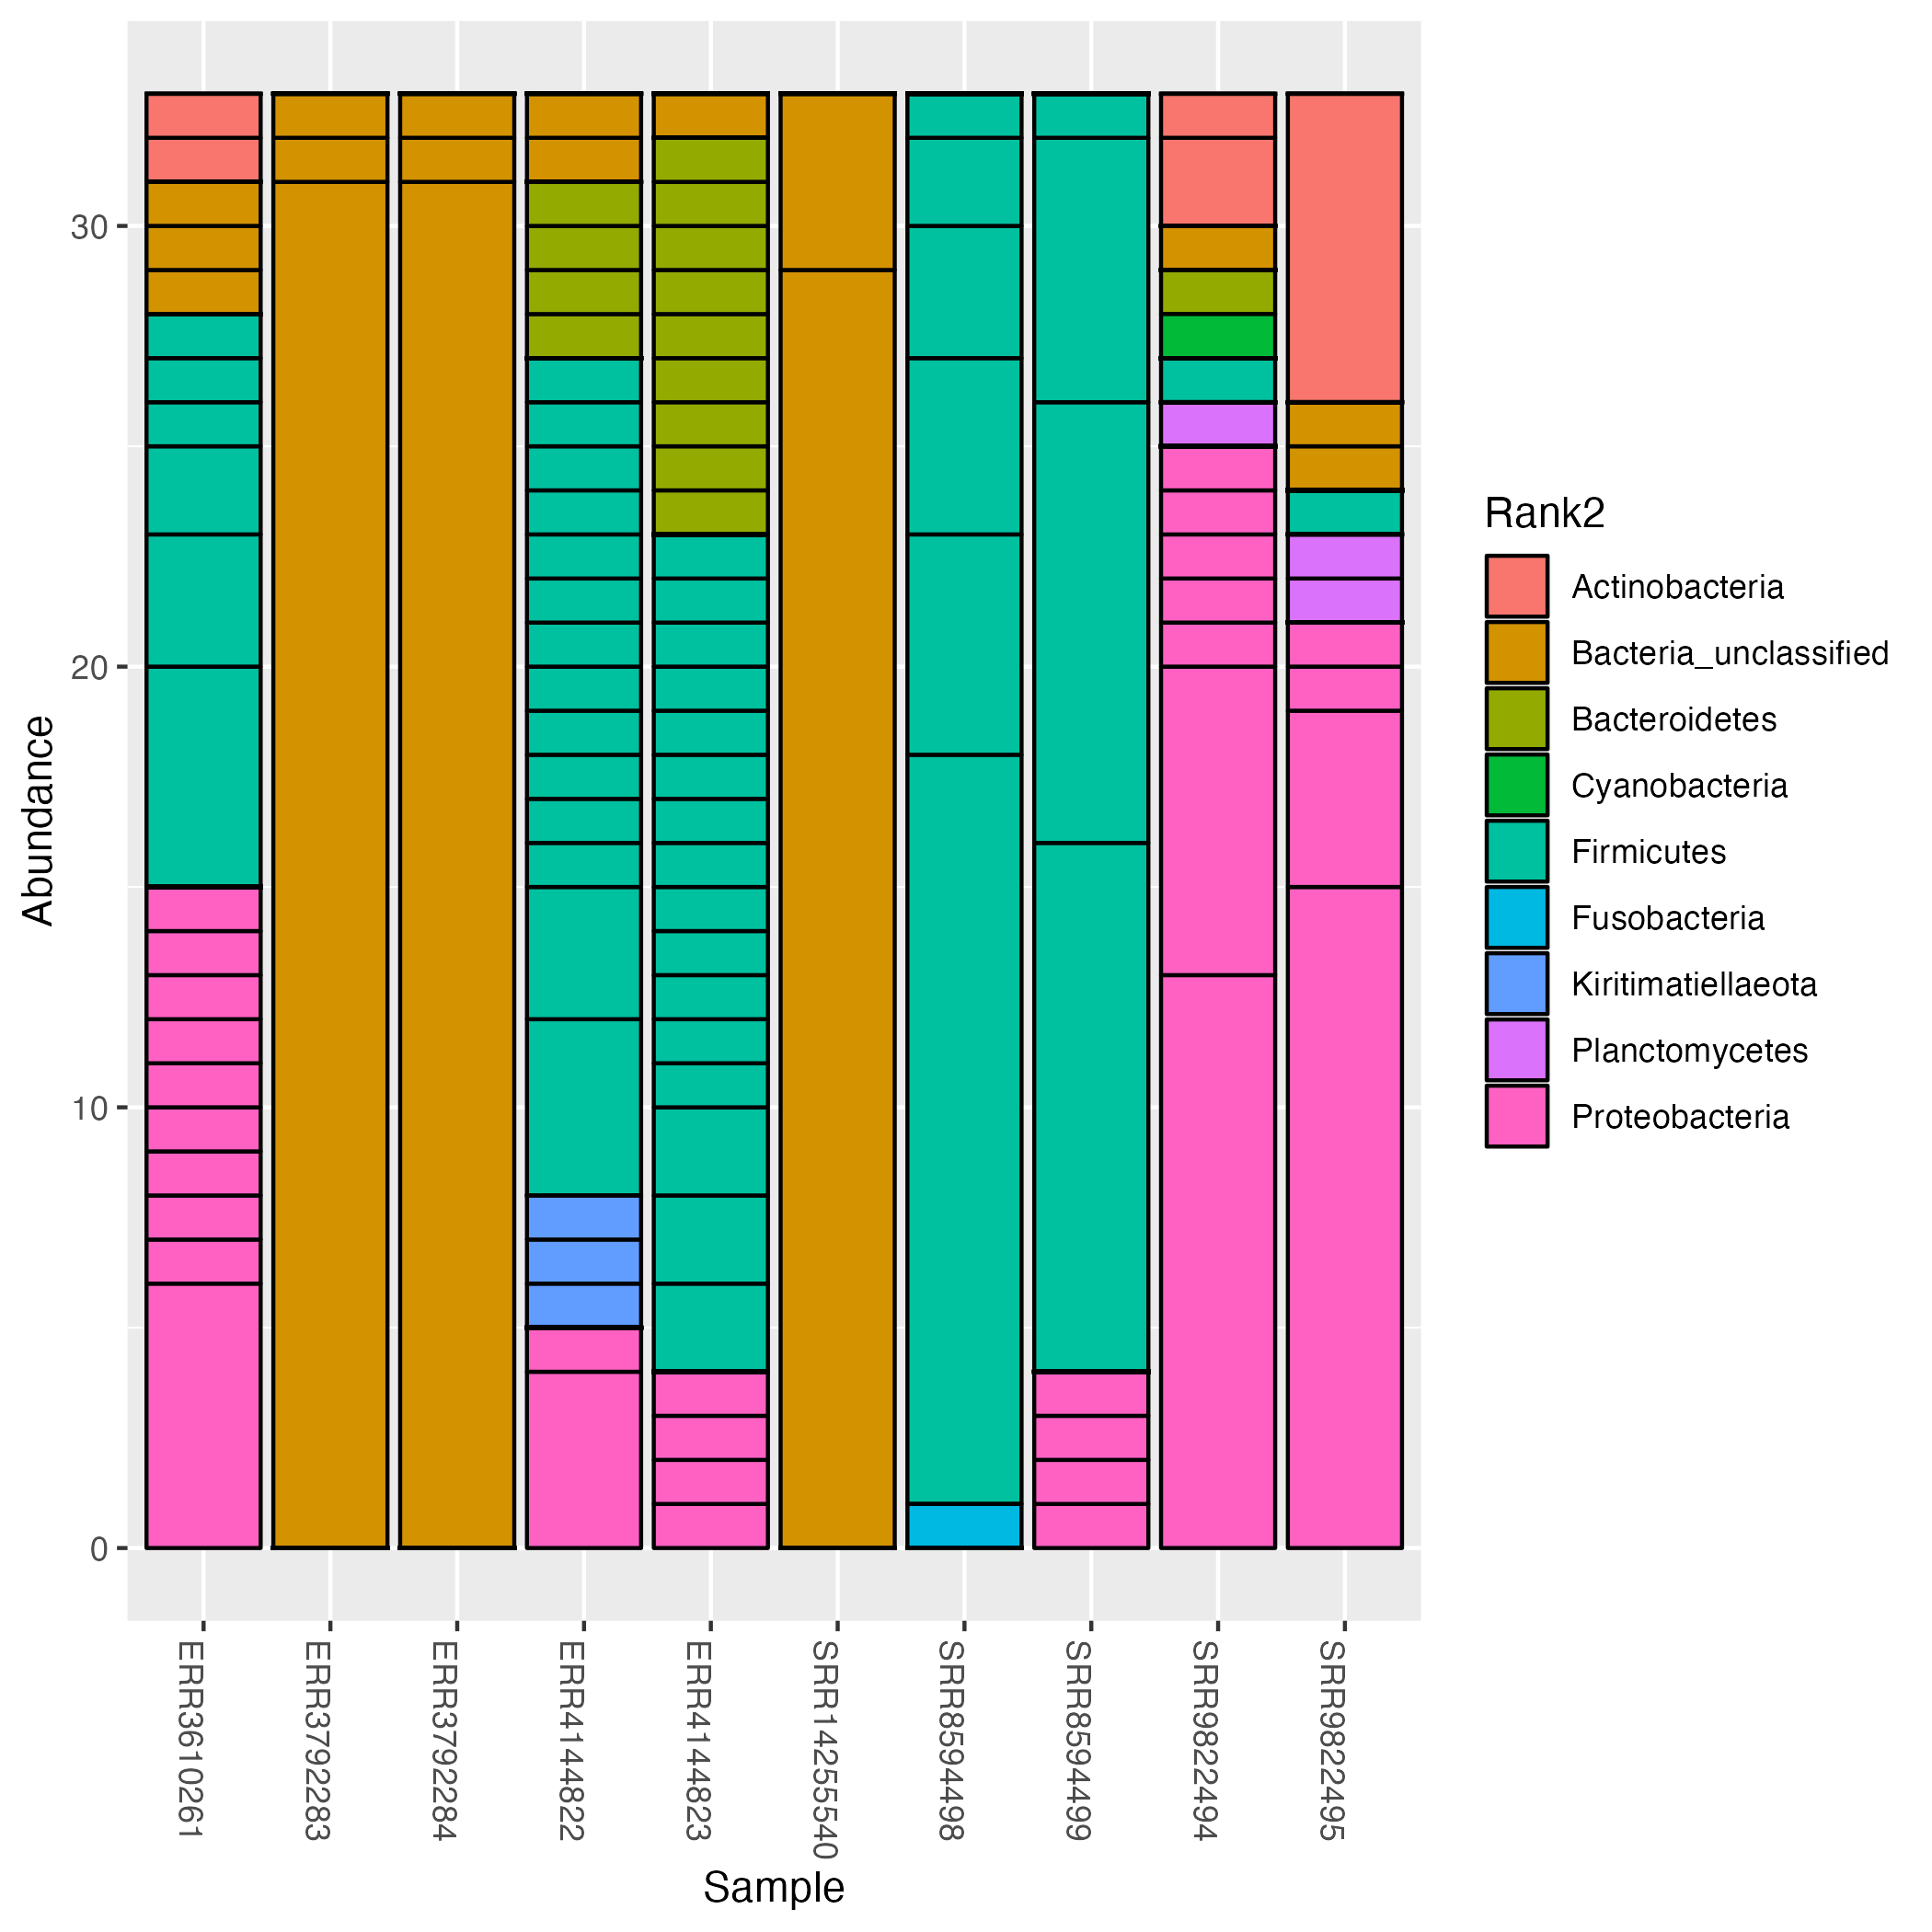 Abundance
30
20
10
0
ERR3610261
ERR3792283
ERR3792284
ERR4144822
ERR4144823
SRR14255540
SRR8594498
SRR8594499
SRR9822494
SRR9822495
Sample
Rank2
Actinobacteria
Bacteria_unclassified
Bacteroidetes
Cyanobacteria
Firmicutes
Fusobacteria
Kiritimatiellaeota
Planctomycetes
Proteobacteria